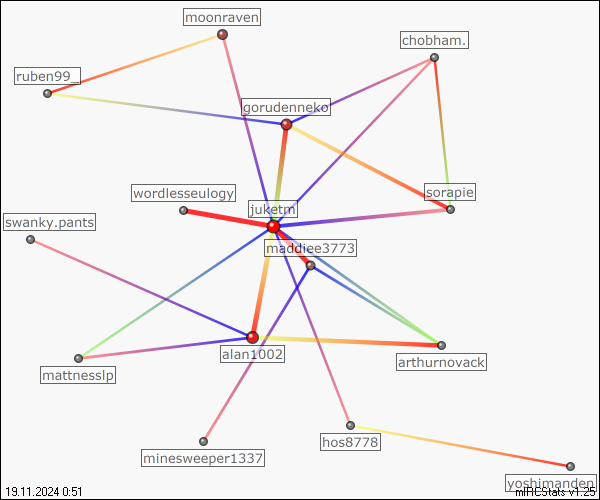 moonraven
chobham.
ruben99_
gorudenneko
wordlesseulogy
sorapie
juketm
swanky.pants
maddiee3773
alan1002
arthurnovack
mattnesslp
hos8778
minesweeper1337
yoshimanden
19.11.2024 0:51
mIRCStats v1.25